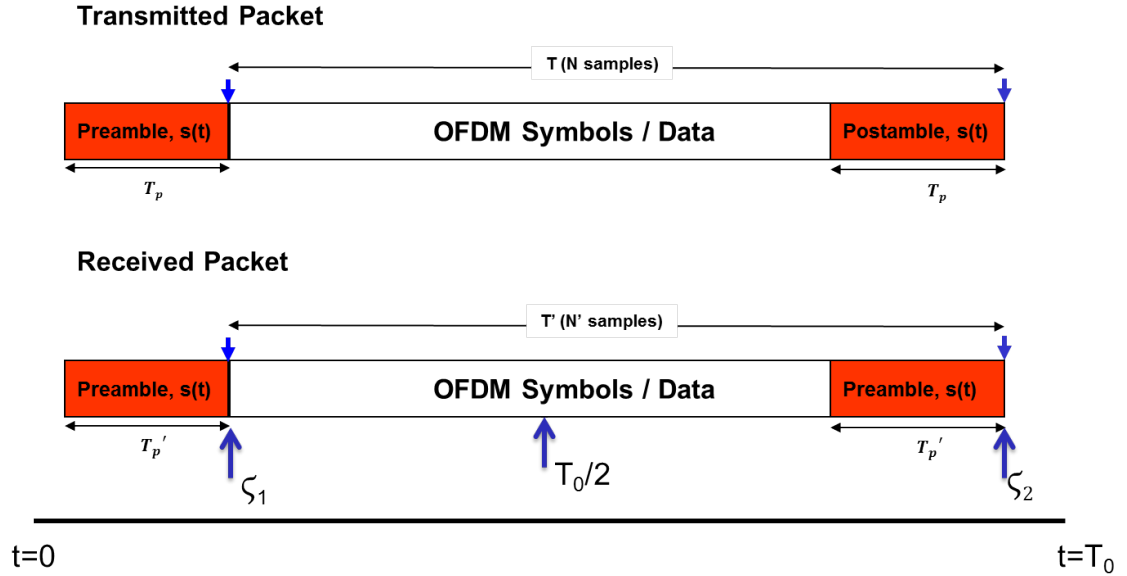 Transmitted Packet
T (N samples)
Preamble, s(t) OFDM Symbols / Data Postamble, s(t)
Tₚ Tₚ
Received Packet
T' (N' samples)
Preamble, s(t) OFDM Symbols / Data Preamble, s(t)
Tₚ′ Tₚ′
ς₁ T₀/2 ς₂
t=0 t=T₀